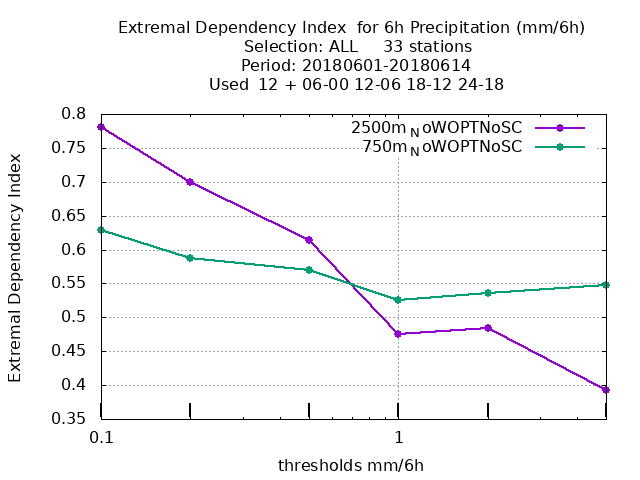 Extremal Dependency Index  for 6h Precipitation (mm/6h)
Selection: ALL     33 stations
Period: 20180601-20180614
Used  12 + 06-00 12-06 18-12 24-18
2500m_NoWOPTNoSC
750m_NoWOPTNoSC
Extremal Dependency Index
0.8
0.75
0.7
0.65
0.6
0.55
0.5
0.45
0.4
0.35
0.1
1
thresholds mm/6h